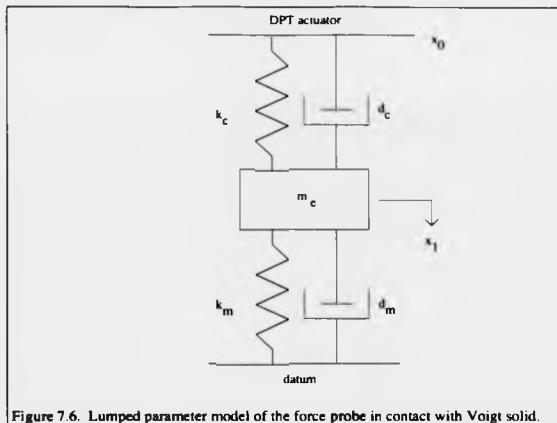 DPT actuator
x0
kc
dc
me
x1
km
dm
datum
Figure 7.6. Lumped parameter model of the force probe in contact with Voigt solid.